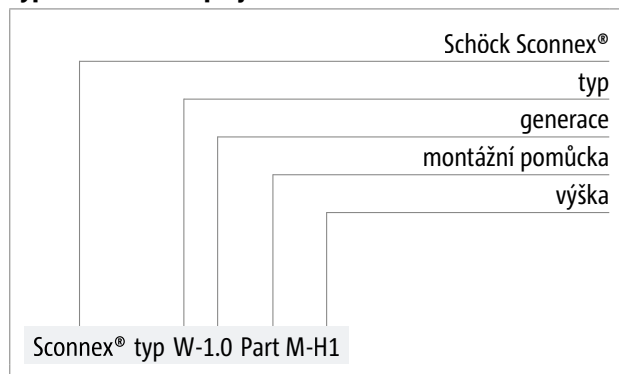 Schöck Sconnex®
typ
generace
montážní pomůcka
výška
Sconnex® typ W-1.0 Part M-H1